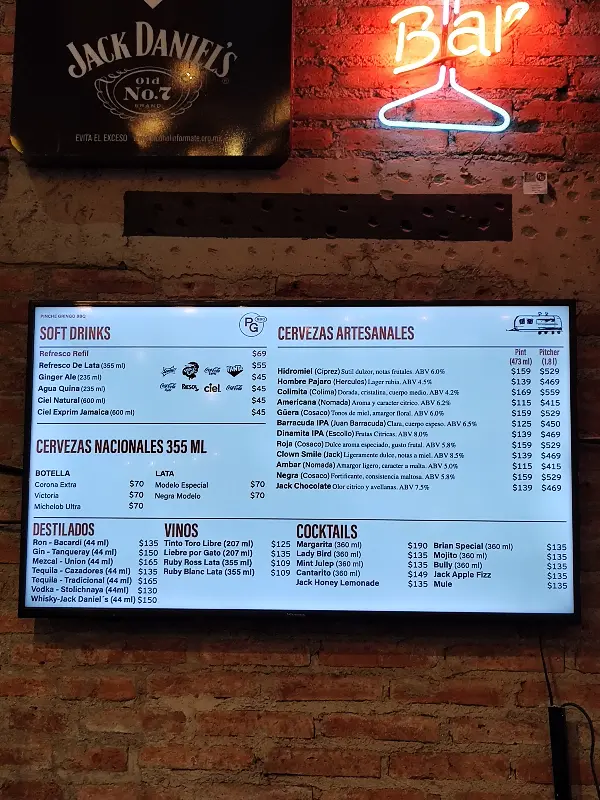 JACK DANIEL'S
Old
No.7
BRAND
EVITA EL EXCESO
Bar
PINCHE GRINGO BBQ
PG
BBQ
SOFT DRINKS
Refresco Refil $69
Refresco De Lata (355 ml) $55
Ginger Ale (235 ml) $45
Agua Quina (235 ml) $45
Ciel Natural (600 ml) $45
Ciel Exprim Jamaica (600 ml) $45
ciel
CERVEZAS NACIONALES 355 ML
BOTELLA
Corona Extra $70
Victoria $70
Michelob Ultra $70
LATA
Modelo Especial $70
Negra Modelo $70
CERVEZAS ARTESANALES
Pint Pitcher
(473 ml) (1.8 l)
Hidromiel (Ciprez) Sutil dulzor, notas frutales. ABV 6.0% $159 $529
Hombre Pajaro (Hercules) Lager rubia. ABV 4.5% $139 $469
Colimita (Colima) Dorada, cristalina, cuerpo medio. ABV 4.2% $169 $559
Americana (Nomada) Aroma y caracter cítrico. ABV 6.2% $115 $415
Güera (Cosaco) Tonos de miel, amargor floral. ABV 6.0% $159 $529
Barracuda IPA (Juan Barracuda) Clara, cuerpo espeso. ABV 6.5% $125 $450
Dinamita IPA (Escollo) Frutas Cítricas. ABV 8.0% $139 $469
Roja (Cosaco) Dulce aroma especiado, gusto frutal. ABV 5.8% $159 $529
Clown Smile (Jack) Ligeramente dulce, notas a miel. ABV 8.5% $139 $469
Ambar (Nomada) Amargor ligero, caracter a malta. ABV 5.0% $115 $415
Negra (Cosaco) Fortificante, consistencia maltosa. ABV 5.8% $159 $529
Jack Chocolate Olor cítrico y avellanas. ABV 7.5% $139 $469
DESTILADOS
Ron - Bacardí (44 ml) $135
Gin - Tanqueray (44 ml) $150
Mezcal - Union (44 ml) $165
Tequila - Cazadores (44 ml) $135
Tequila - Tradicional (44 ml) $165
Vodka - Stolichnaya (44ml) $130
Whisky-Jack Daniel´s (44 ml) $150
VINOS
Tinto Toro Libre (207 ml) $125
Liebre por Gato (207 ml) $135
Ruby Ross Lata (355 ml) $109
Ruby Blanc Lata (355 ml) $109
COCKTAILS
Margarita (360 ml) $190
Lady Bird (360 ml) $135
Mint Julep (360 ml) $135
Cantarito (360 ml) $149
Jack Honey Lemonade $135
Brian Special (360 ml) $135
Mojito (360 ml) $135
Bully (360 ml) $135
Jack Apple Fizz $135
Mule $135